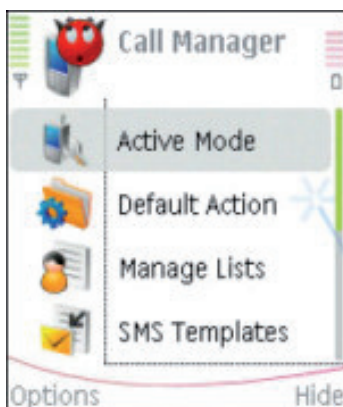 Call Manager
Active Mode
Default Action
Manage Lists
SMS Templates
Options Hide